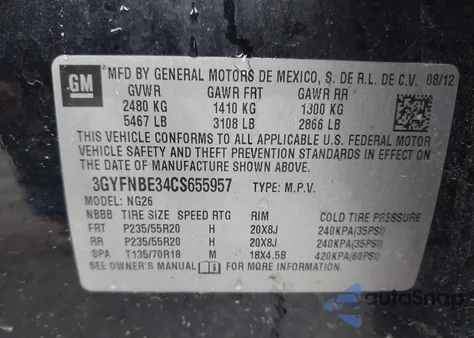 GM
MFD BY GENERAL MOTORS DE MEXICO, S. DE R.L. DE C.V. 08/12
GVWR GAWR FRT GAWR RR
2480 KG 1410 KG 1300 KG
5467 LB 3108 LB 2866 LB
THIS VEHICLE CONFORMS TO ALL APPLICABLE U.S. FEDERAL MOTOR
VEHICLE SAFETY AND THEFT PREVENTION STANDARDS IN EFFECT ON
THE DATE OF MANUFACTURE SHOWN ABOVE.
3GYFNBE34CS655957 TYPE: M.P.V.
MODEL: NG26
NBBB TIRE SIZE SPEED RTG RIM COLD TIRE PRESSURE
FRT P235/55R20 H 20X8J 240KPA(35PSI)
RR P235/55R20 H 20X8J 240KPA(35PSI)
SPA T135/70R18 M 18X4.5B 420KPA(60PSI)
SEE OWNER'S MANUAL FOR MORE INFORMATION
autoSnap